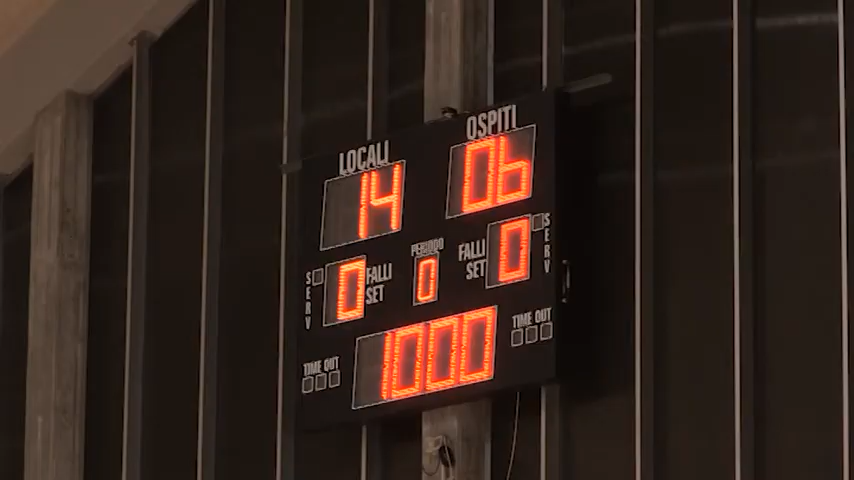 LOCALI OSPITI
14 06
SERV 0 FALLI SET PERIODO 0 FALLI SET 0 SERV
TIME OUT 1000 TIME OUT